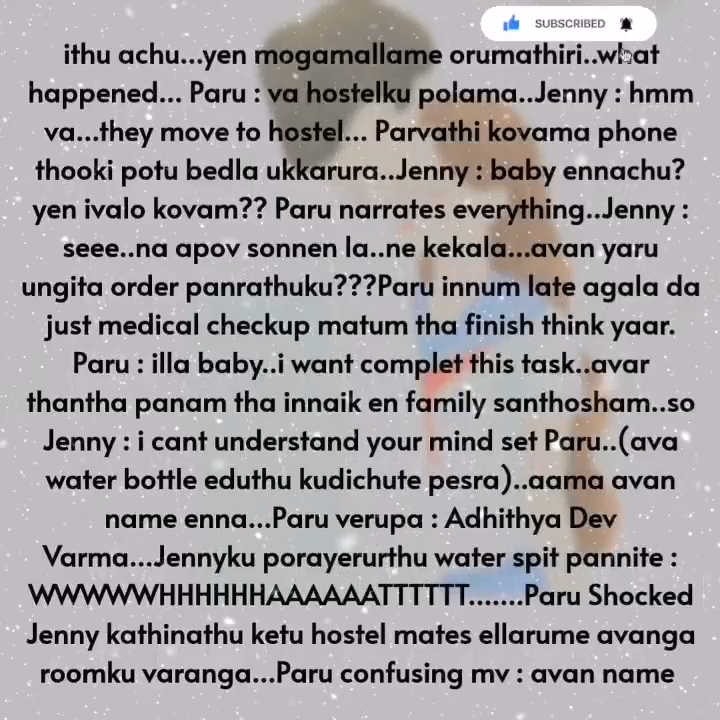 SUBSCRIBED
ithu achu...yen mogamallame orumathiri..what
happened... Paru : va hostelku polama..Jenny : hmm
va...they move to hostel... Parvathi kovama phone
thooki potu bedla ukkarura..Jenny : baby ennachu?
yen ivalo kovam?? Paru narrates everything..Jenny :
seee..na apov sonnen la..ne kekala...avan yaru
ungita order panrathuku???Paru innum late agala da
just medical checkup matum tha finish think yaar.
Paru : illa baby..i want complet this task..avar
thantha panam tha innaik en family santhosham..so
Jenny : i cant understand your mind set Paru..(ava
water bottle eduthu kudichute pesra)..aama avan
name enna...Paru verupa : Adhithya Dev
Varma...Jennyku porayerurthu water spit pannite :
WWWWWHHHHHHAAAAAATTTTTT.......Paru Shocked
Jenny kathinathu ketu hostel mates ellarume avanga
roomku varanga...Paru confusing mv : avan name